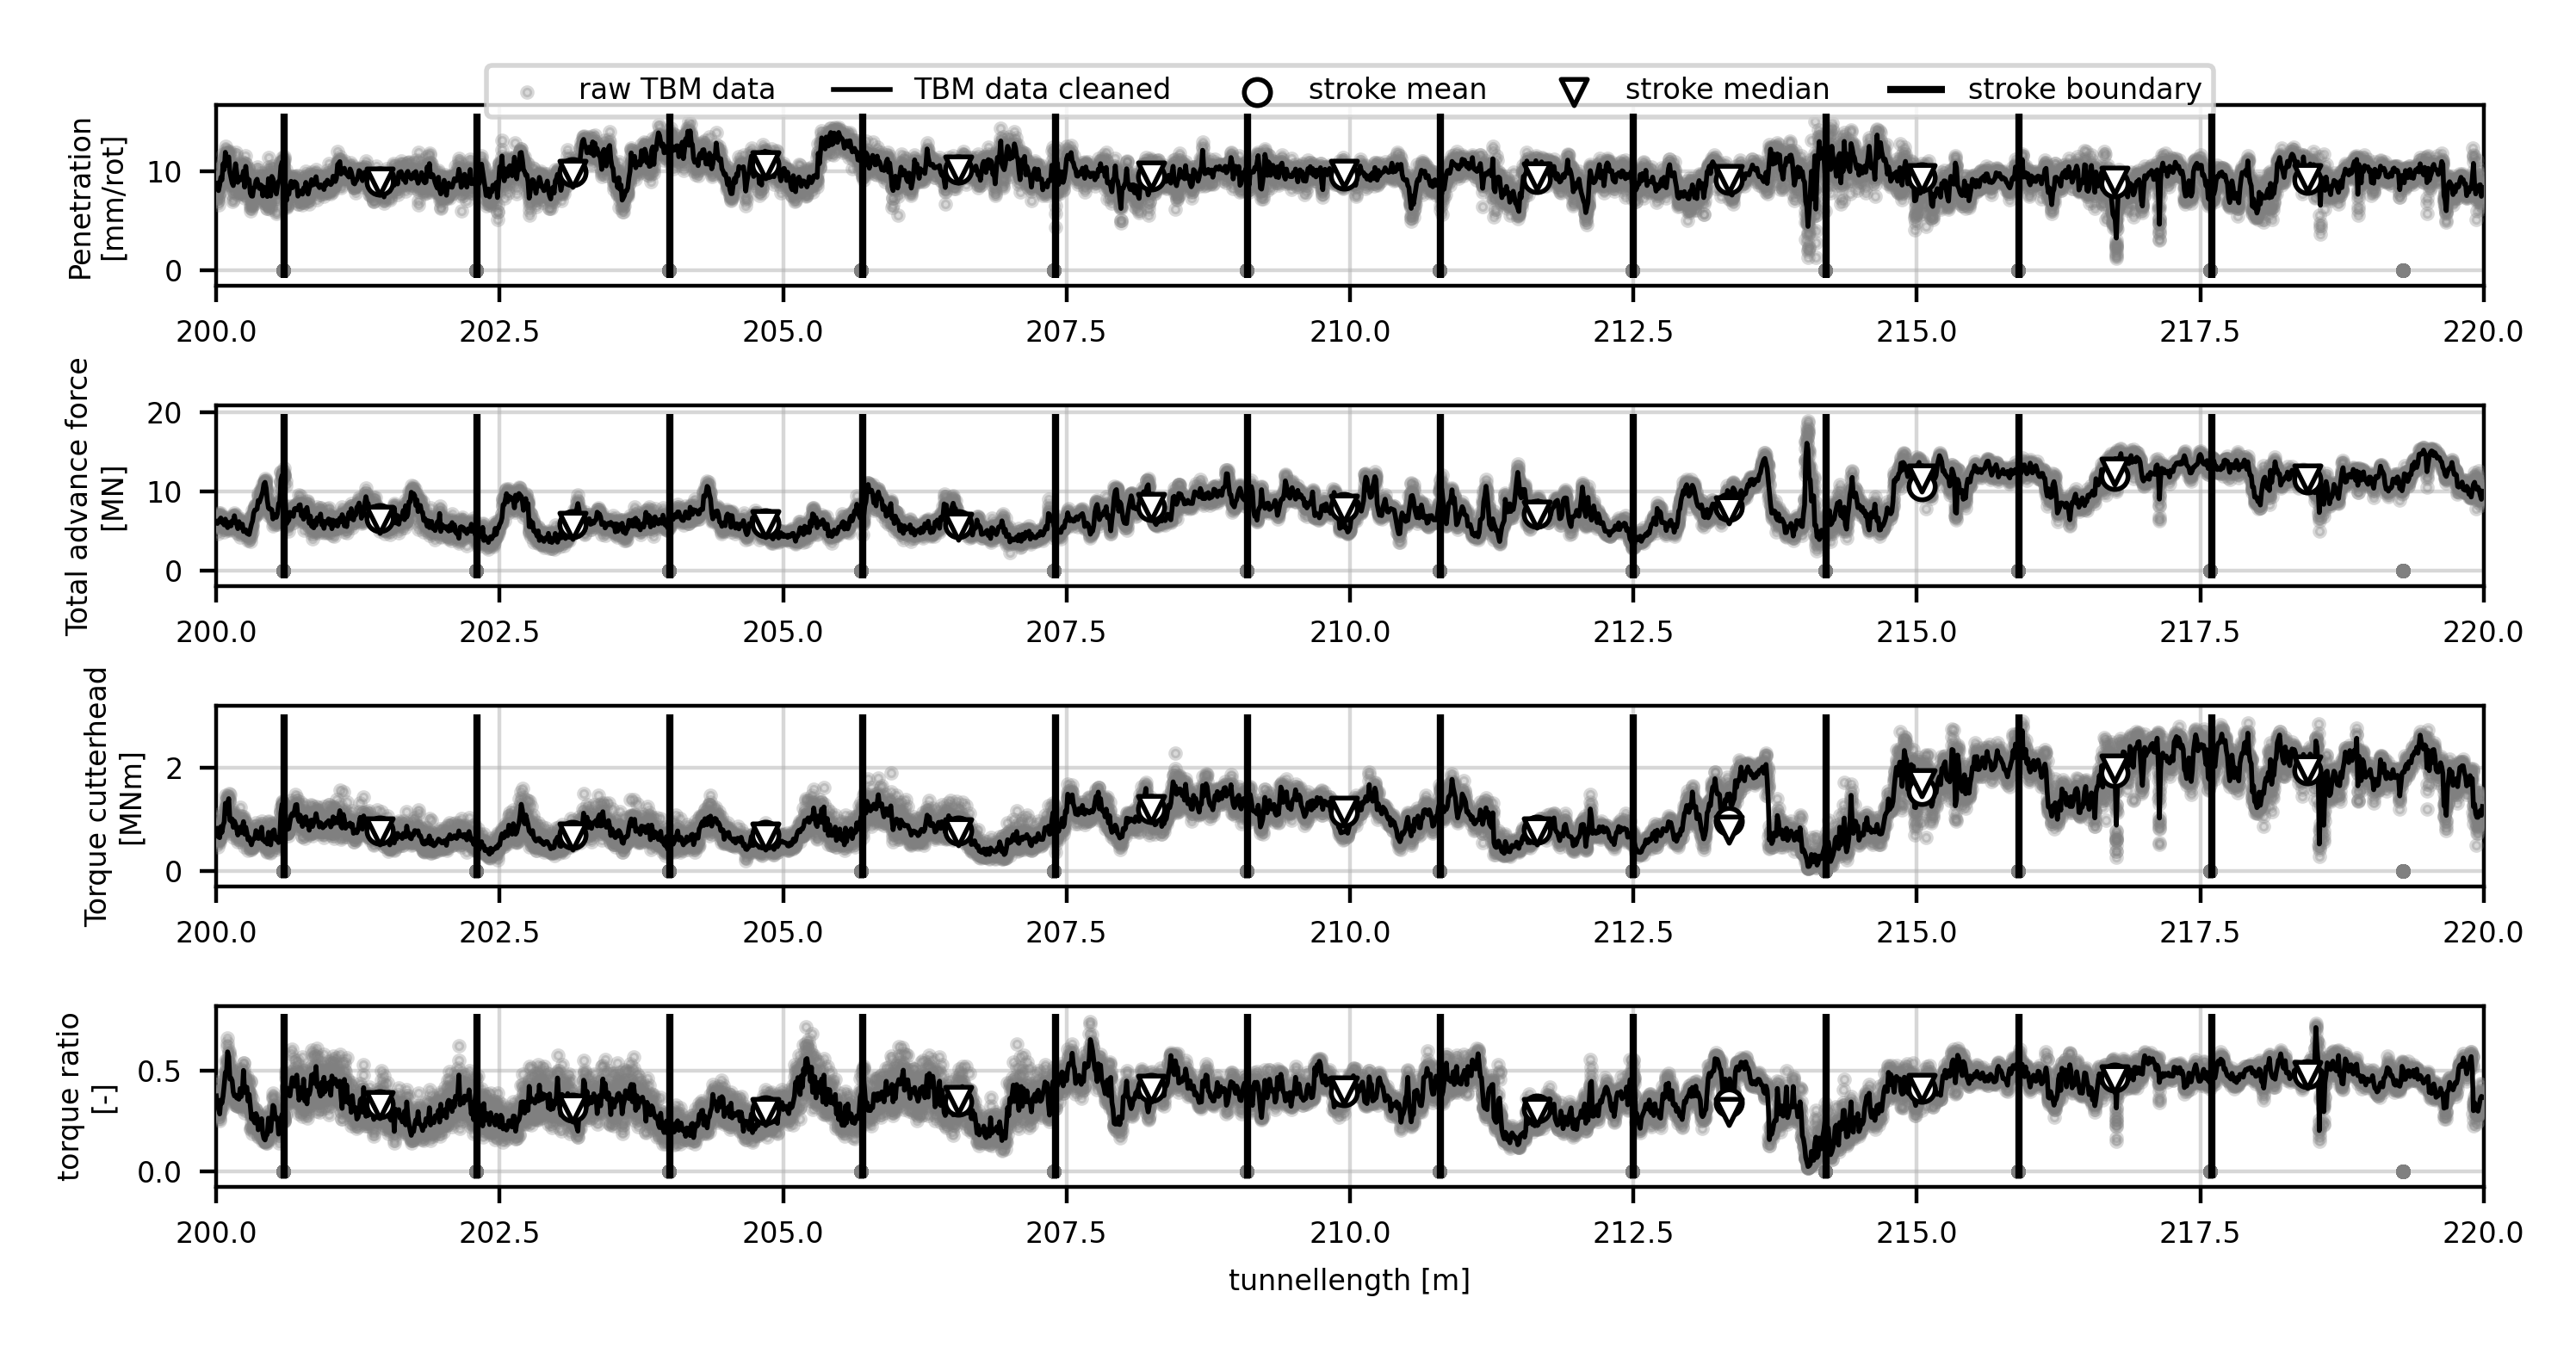 raw TBM data TBM data cleaned stroke mean stroke median stroke boundary
Penetration
[mm/rot]
10
0
200.0 202.5 205.0 207.5 210.0 212.5 215.0 217.5 220.0
Total advance force
[MN]
20
10
0
200.0 202.5 205.0 207.5 210.0 212.5 215.0 217.5 220.0
Torque cutterhead
[MNm]
2
0
200.0 202.5 205.0 207.5 210.0 212.5 215.0 217.5 220.0
torque ratio
[-]
0.5
0.0
200.0 202.5 205.0 207.5 210.0 212.5 215.0 217.5 220.0
tunnellength [m]